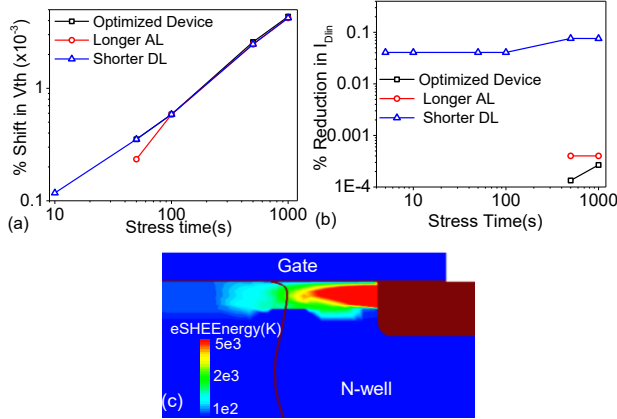 (a)
% Shift in Vth (x10⁻³)
1
0.1
10
100
1000
Stress time(s)
Optimized Device
Longer AL
Shorter DL
(b)
% Reduction in I_Dlin
0.1
0.01
0.001
1E-4
10
100
1000
Stress Time(s)
Optimized Device
Longer AL
Shorter DL
Gate
eSHEEnergy(K)
5e3
2e3
1e2
(c)
N-well